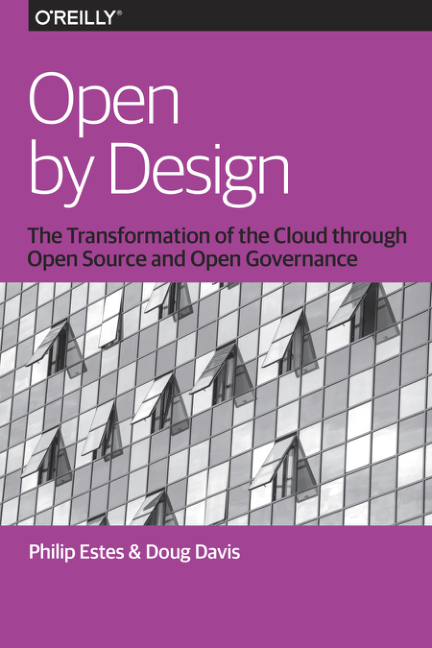 O'REILLY®
Open
by Design
The Transformation of the Cloud through
Open Source and Open Governance
Philip Estes & Doug Davis